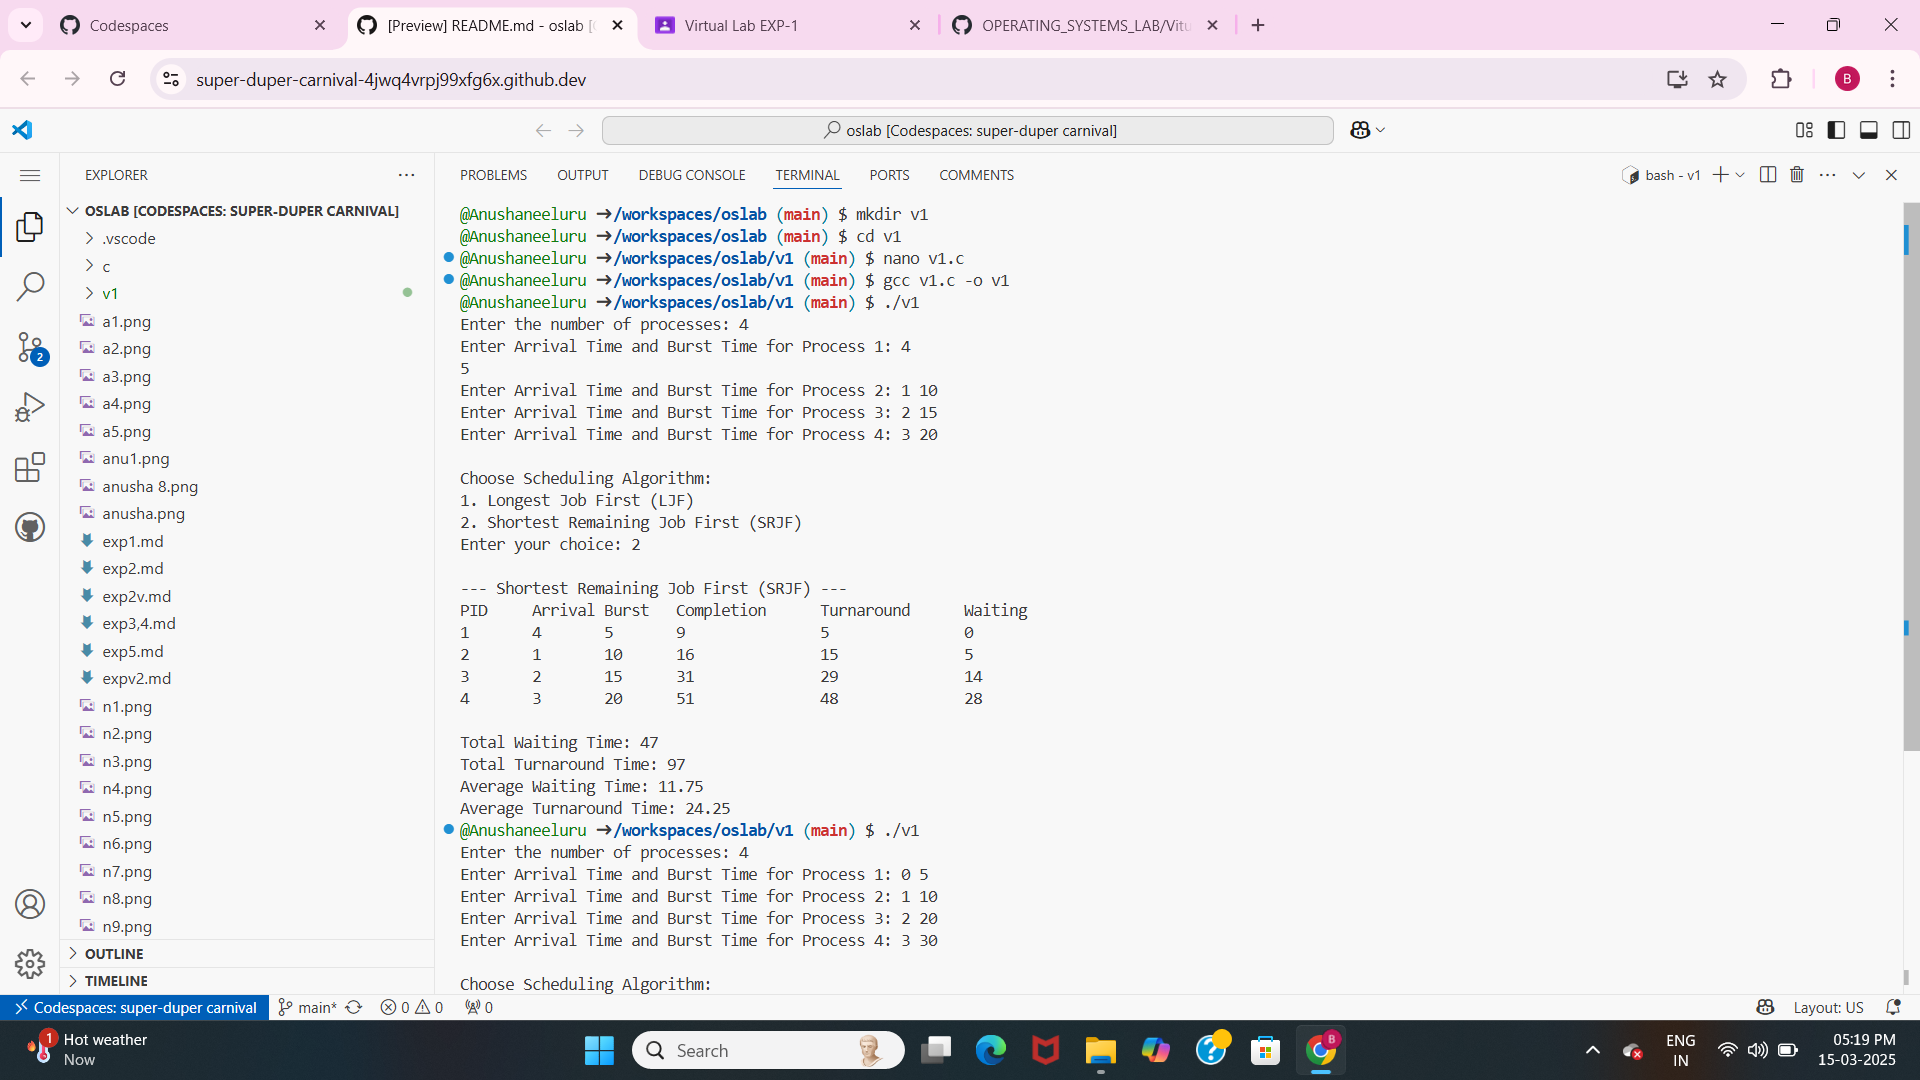 Codespaces
[Preview] README.md - oslab [C
Virtual Lab EXP-1
OPERATING_SYSTEMS_LAB/Vitu
super-duper-carnival-4jwq4vrpj99xfg6x.github.dev
B
oslab [Codespaces: super-duper carnival]
EXPLORER
OSLAB [CODESPACES: SUPER-DUPER CARNIVAL]
.vscode
c
v1
a1.png
a2.png
a3.png
a4.png
a5.png
anu1.png
anusha 8.png
anusha.png
exp1.md
exp2.md
exp2v.md
exp3,4.md
exp5.md
expv2.md
n1.png
n2.png
n3.png
n4.png
n5.png
n6.png
n7.png
n8.png
n9.png
OUTLINE
TIMELINE
2
PROBLEMS OUTPUT DEBUG CONSOLE TERMINAL PORTS COMMENTS
bash - v1
@Anushaneeluru ➜/workspaces/oslab (main) $ mkdir v1
@Anushaneeluru ➜/workspaces/oslab (main) $ cd v1
@Anushaneeluru ➜/workspaces/oslab/v1 (main) $ nano v1.c
@Anushaneeluru ➜/workspaces/oslab/v1 (main) $ gcc v1.c -o v1
@Anushaneeluru ➜/workspaces/oslab/v1 (main) $ ./v1
Enter the number of processes: 4
Enter Arrival Time and Burst Time for Process 1: 4
5
Enter Arrival Time and Burst Time for Process 2: 1 10
Enter Arrival Time and Burst Time for Process 3: 2 15
Enter Arrival Time and Burst Time for Process 4: 3 20
Choose Scheduling Algorithm:
1. Longest Job First (LJF)
2. Shortest Remaining Job First (SRJF)
Enter your choice: 2
--- Shortest Remaining Job First (SRJF) ---
PID Arrival Burst Completion Turnaround Waiting
1 4 5 9 5 0
2 1 10 16 15 5
3 2 15 31 29 14
4 3 20 51 48 28
Total Waiting Time: 47
Total Turnaround Time: 97
Average Waiting Time: 11.75
Average Turnaround Time: 24.25
@Anushaneeluru ➜/workspaces/oslab/v1 (main) $ ./v1
Enter the number of processes: 4
Enter Arrival Time and Burst Time for Process 1: 0 5
Enter Arrival Time and Burst Time for Process 2: 1 10
Enter Arrival Time and Burst Time for Process 3: 2 20
Enter Arrival Time and Burst Time for Process 4: 3 30
Choose Scheduling Algorithm:
Codespaces: super-duper carnival main* 0 0 0
Layout: US
1
Hot weather
Now
Search
B
ENG
IN
05:19 PM
15-03-2025